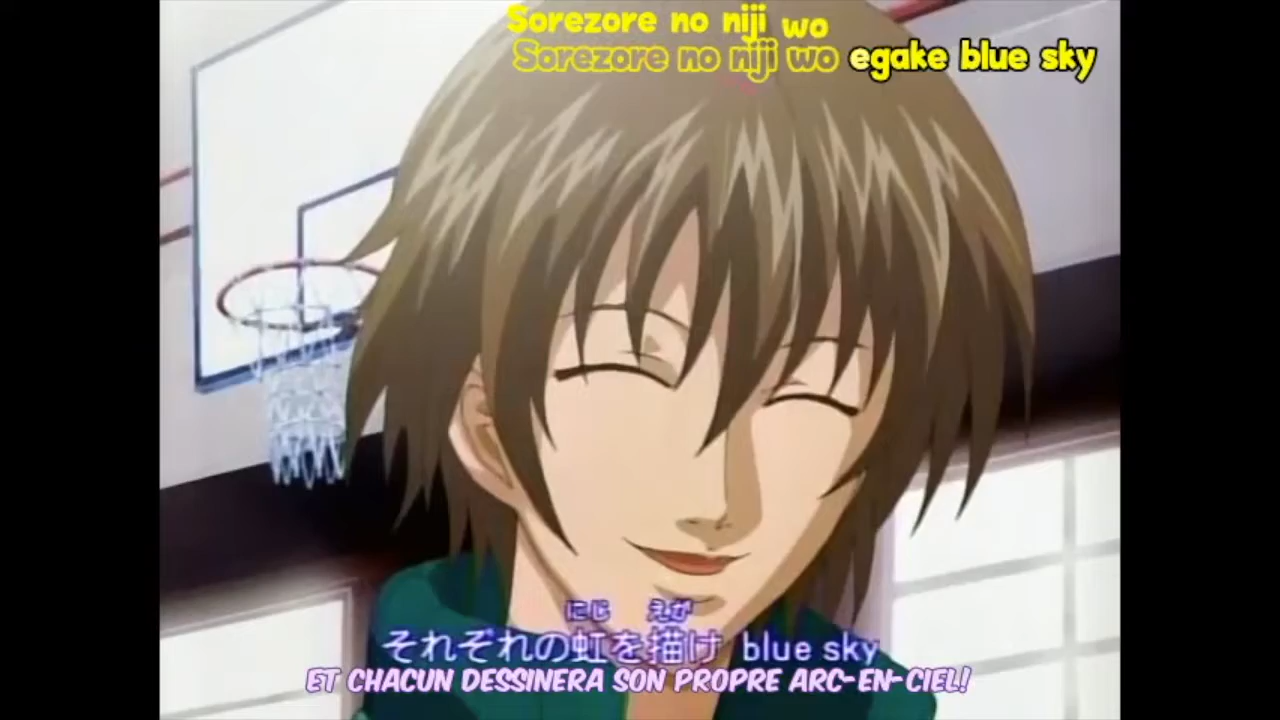 Sorezore no niji wo
Sorezore no niji wo egake blue sky
にじ えが
それぞれの虹を描け blue sky
ET CHACUN DESSINERA SON PROPRE ARC-EN-CIEL!